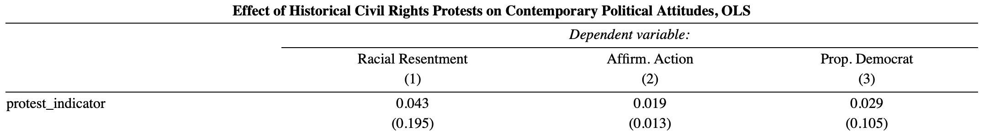 Effect of Historical Civil Rights Protests on Contemporary Political Attitudes, OLS
Dependent variable:
Racial Resentment Affirm. Action Prop. Democrat
(1) (2) (3)
protest_indicator 0.043 0.019 0.029
(0.195) (0.013) (0.105)